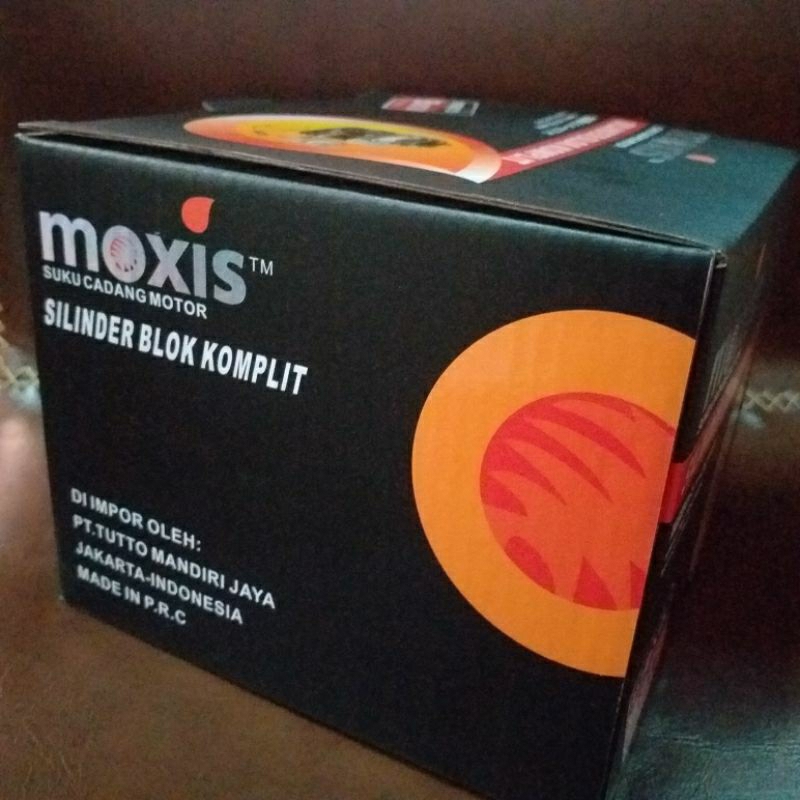 moxis™
SUKU CADANG MOTOR
SILINDER BLOK KOMPLIT
DI IMPOR OLEH:
PT.TUTTO MANDIRI JAYA
JAKARTA-INDONESIA
MADE IN P.R.C